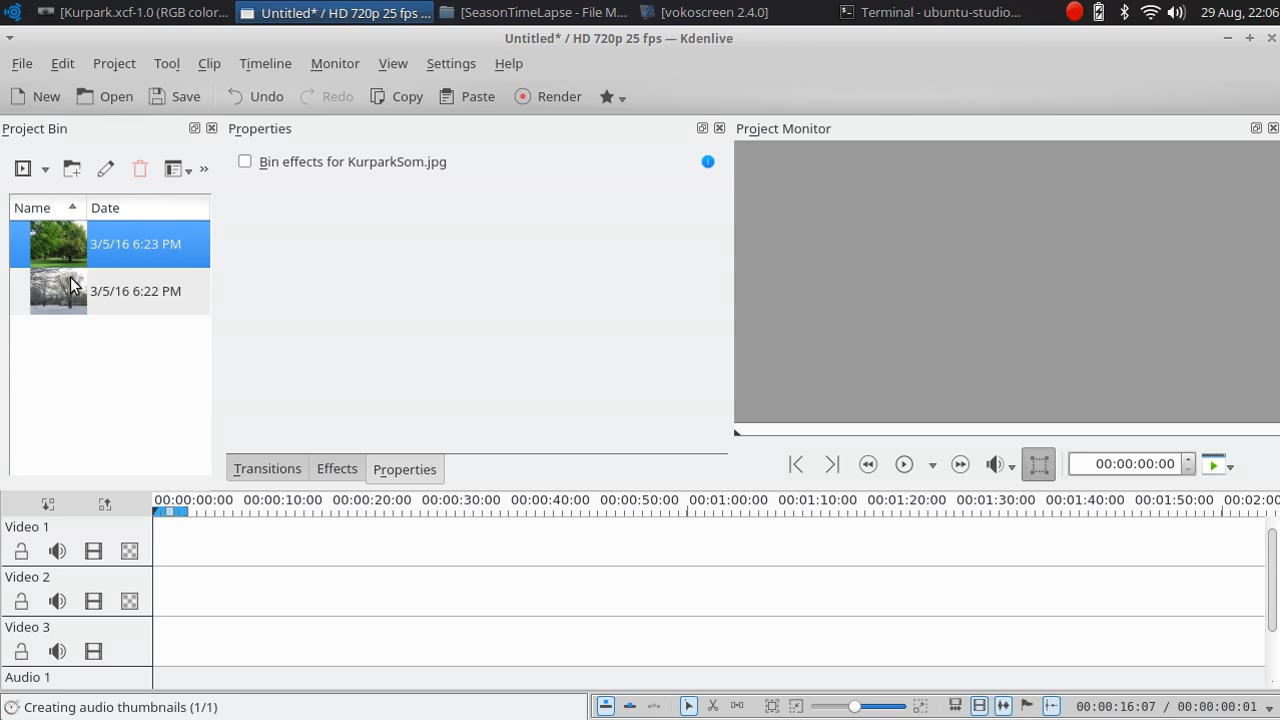 [Kurpark.xcf-1.0 (RGB color... Untitled* / HD 720p 25 fps ... [SeasonTimeLapse - File M... [vokoscreen 2.4.0] Terminal - ubuntu-studio... 29 Aug, 22:06
Untitled* / HD 720p 25 fps — Kdenlive
File Edit Project Tool Clip Timeline Monitor View Settings Help
New Open Save Undo Redo Copy Paste Render
Project Bin Properties Project Monitor
Bin effects for KurparkSom.jpg
Name Date
3/5/16 6:23 PM
3/5/16 6:22 PM
Transitions Effects Properties
00:00:00:00
00:00:00:00 00:00:10:00 00:00:20:00 00:00:30:00 00:00:40:00 00:00:50:00 00:01:00:00 00:01:10:00 00:01:20:00 00:01:30:00 00:01:40:00 00:01:50:00 00:02:00
Video 1
Video 2
Video 3
Audio 1
Creating audio thumbnails (1/1) 00:00:16:07 / 00:00:00:01